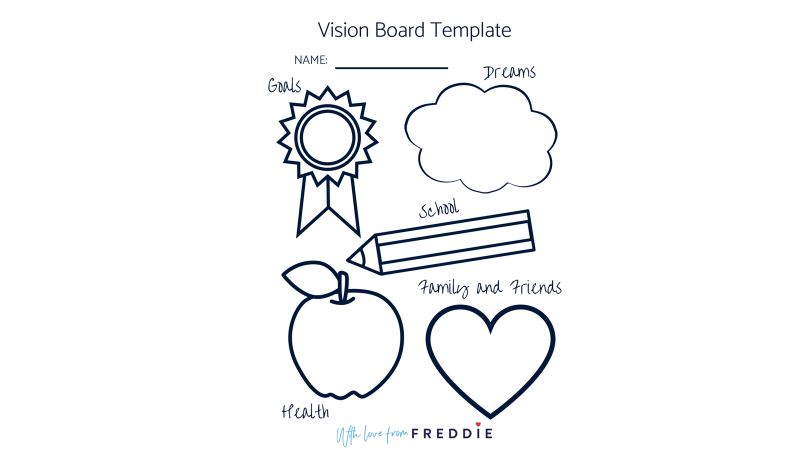 Vision Board Template
NAME:
Goals
Dreams
School
Family and Friends
Health
With love from FREDDIE